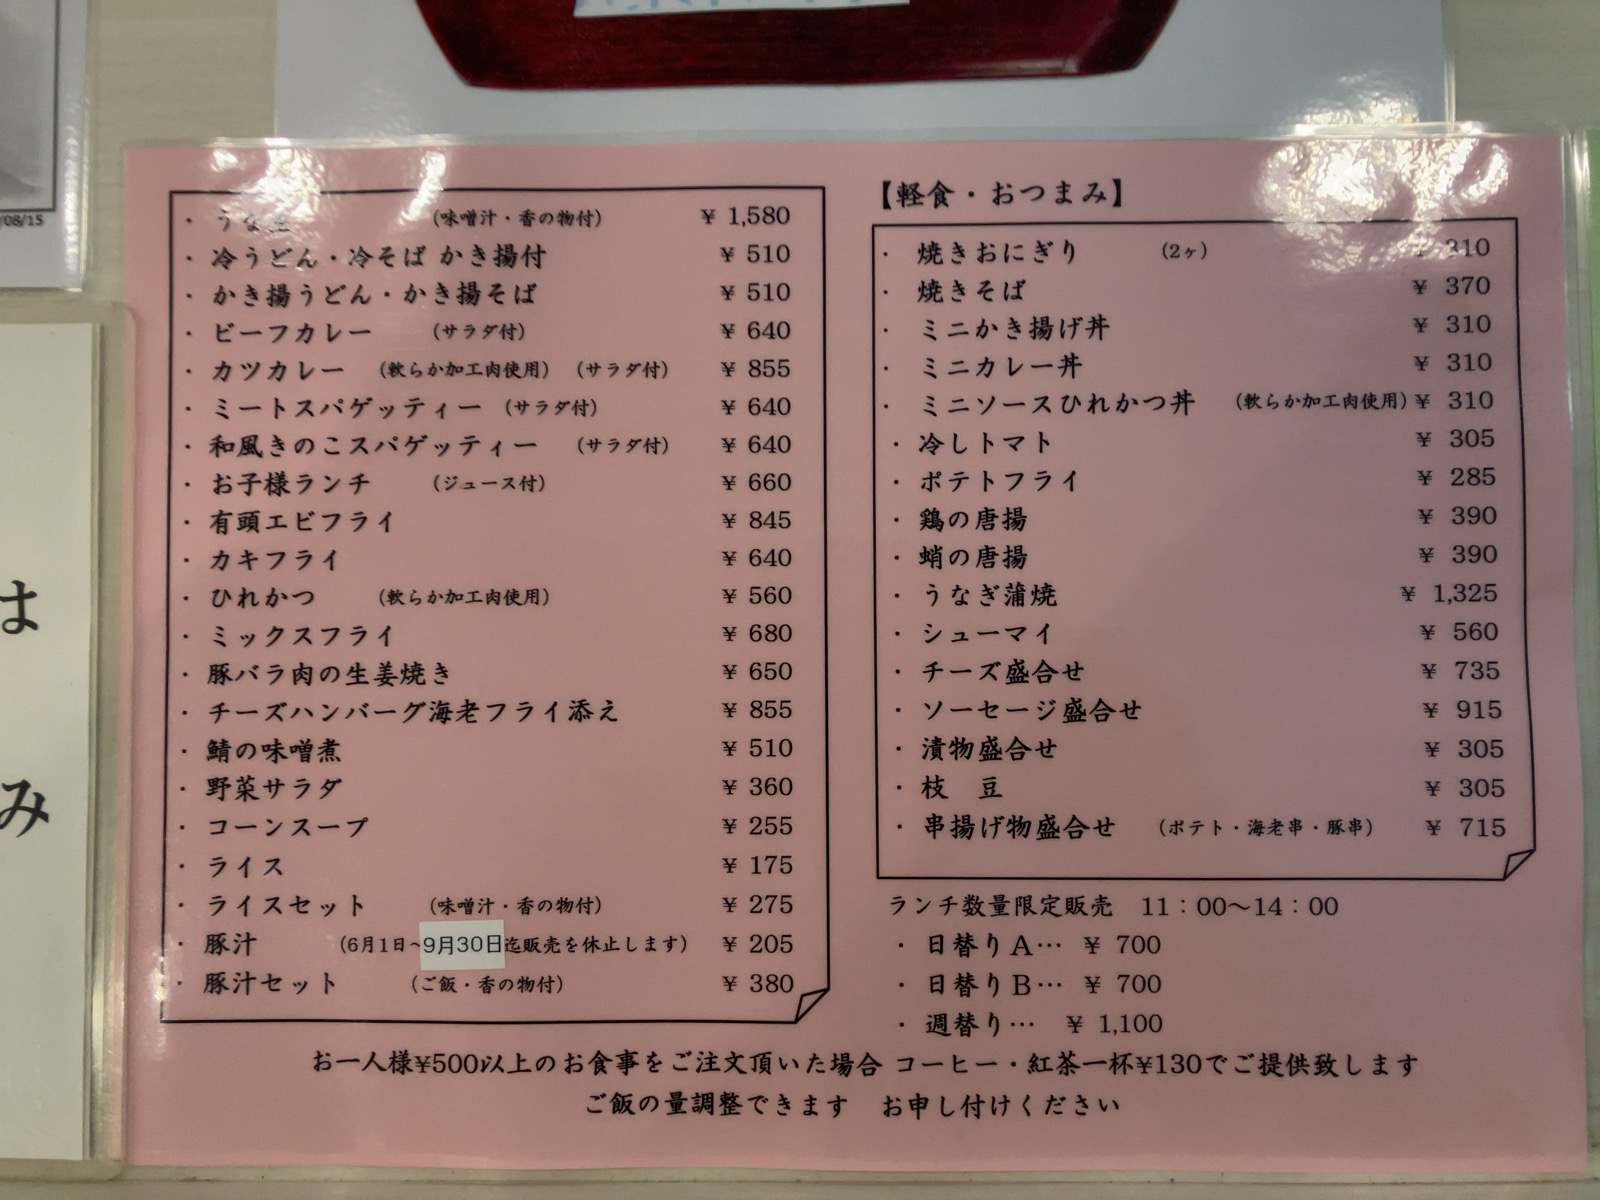 /08/15
は
み
・うな重 (味噌汁・香の物付) ¥ 1,580
・冷うどん・冷そば かき揚付 ¥ 510
・かき揚うどん・かき揚そば ¥ 510
・ビーフカレー (サラダ付) ¥ 640
・カツカレー (軟らか加工肉使用) (サラダ付) ¥ 855
・ミートスパゲッティー (サラダ付) ¥ 640
・和風きのこスパゲッティー (サラダ付) ¥ 640
・お子様ランチ (ジュース付) ¥ 660
・有頭エビフライ ¥ 845
・カキフライ ¥ 640
・ひれかつ (軟らか加工肉使用) ¥ 560
・ミックスフライ ¥ 680
・豚バラ肉の生姜焼き ¥ 650
・チーズハンバーグ海老フライ添え ¥ 855
・鯖の味噌煮 ¥ 510
・野菜サラダ ¥ 360
・コーンスープ ¥ 255
・ライス ¥ 175
・ライスセット (味噌汁・香の物付) ¥ 275
・豚汁 (6月1日~9月30日迄販売を休止します) ¥ 205
・豚汁セット (ご飯・香の物付) ¥ 380
【軽食・おつまみ】
・焼きおにぎり (2ヶ) ¥ 310
・焼きそば ¥ 370
・ミニかき揚げ丼 ¥ 310
・ミニカレー丼 ¥ 310
・ミニソースひれかつ丼 (軟らか加工肉使用) ¥ 310
・冷しトマト ¥ 305
・ポテトフライ ¥ 285
・鶏の唐揚 ¥ 390
・蛸の唐揚 ¥ 390
・うなぎ蒲焼 ¥ 1,325
・シューマイ ¥ 560
・チーズ盛合せ ¥ 735
・ソーセージ盛合せ ¥ 915
・漬物盛合せ ¥ 305
・枝 豆 ¥ 305
・串揚げ物盛合せ (ポテト・海老串・豚串) ¥ 715
ランチ数量限定販売 11：00～14：00
・日替りA… ¥ 700
・日替りB… ¥ 700
・週替り… ¥ 1,100
お一人様¥500以上のお食事をご注文頂いた場合 コーヒー・紅茶一杯¥130でご提供致します
ご飯の量調整できます お申し付けください